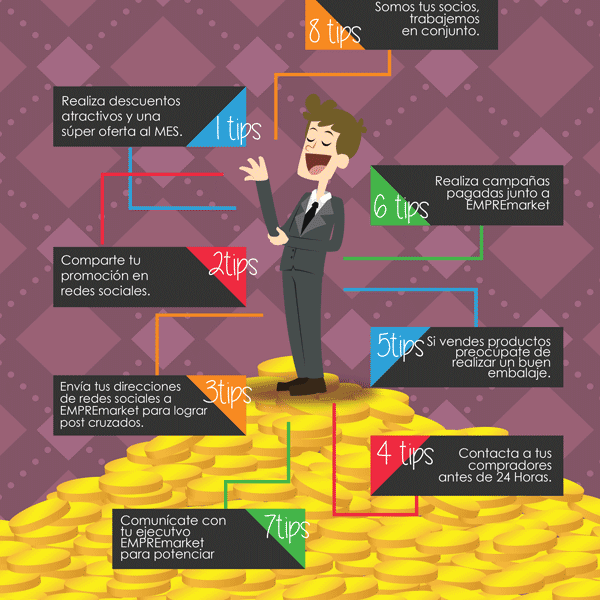 8 tips
Somos tus socios,
trabajemos
en conjunto.
Realiza descuentos
atractivos y una
súper oferta al MES.
1 tips
6 tips
Realiza campañas
pagadas junto a
EMPREmarket
Comparte tu
promoción en
redes sociales.
2tips
5tips
Si vendes productos
preocúpate de
realizar un buen
embalaje.
Envía tus direcciones
de redes sociales a
EMPREmarket para lograr
post cruzados.
3tips
4 tips
Contacta a tus
compradores
antes de 24 Horas.
Comunícate con
tu ejecutvo
EMPREmarket
para potenciar
7tips